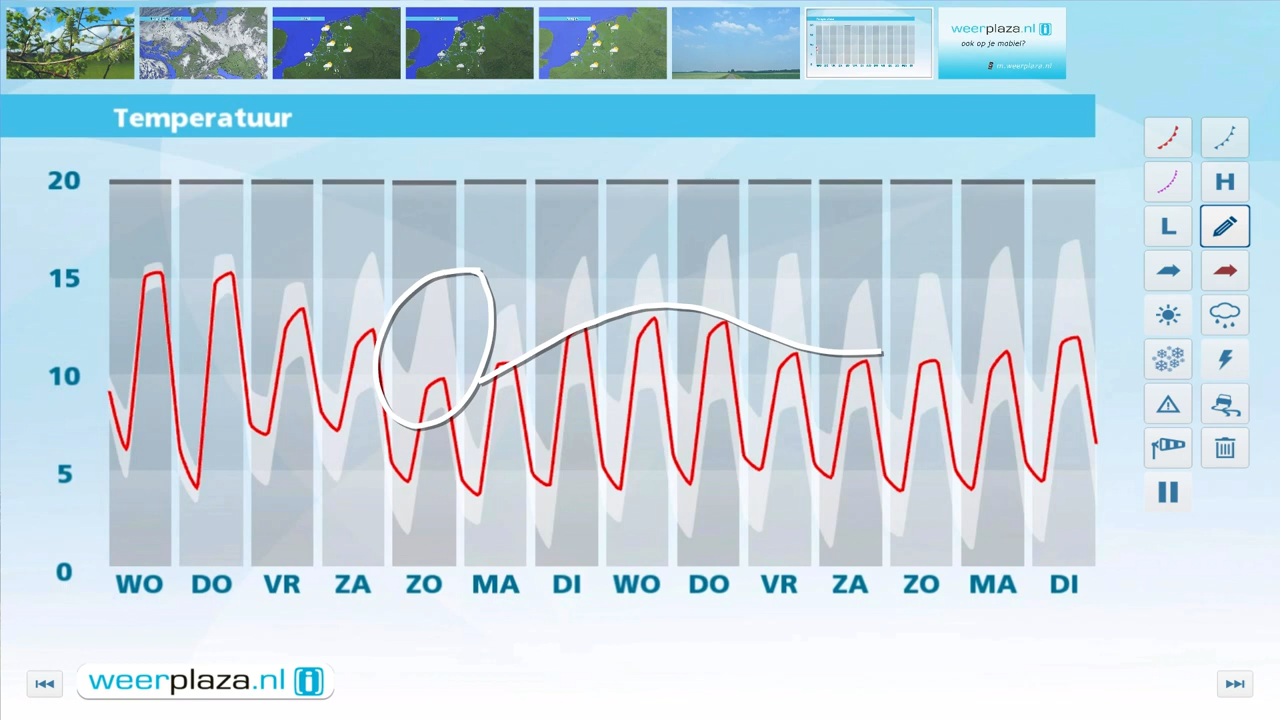 weerplaza.nl
ook op je mobiel?
m.weerplaza.nl
Temperatuur
20
15
10
5
0
WO DO VR ZA ZO MA DI WO DO VR ZA ZO MA DI
H
L
weerplaza.nl